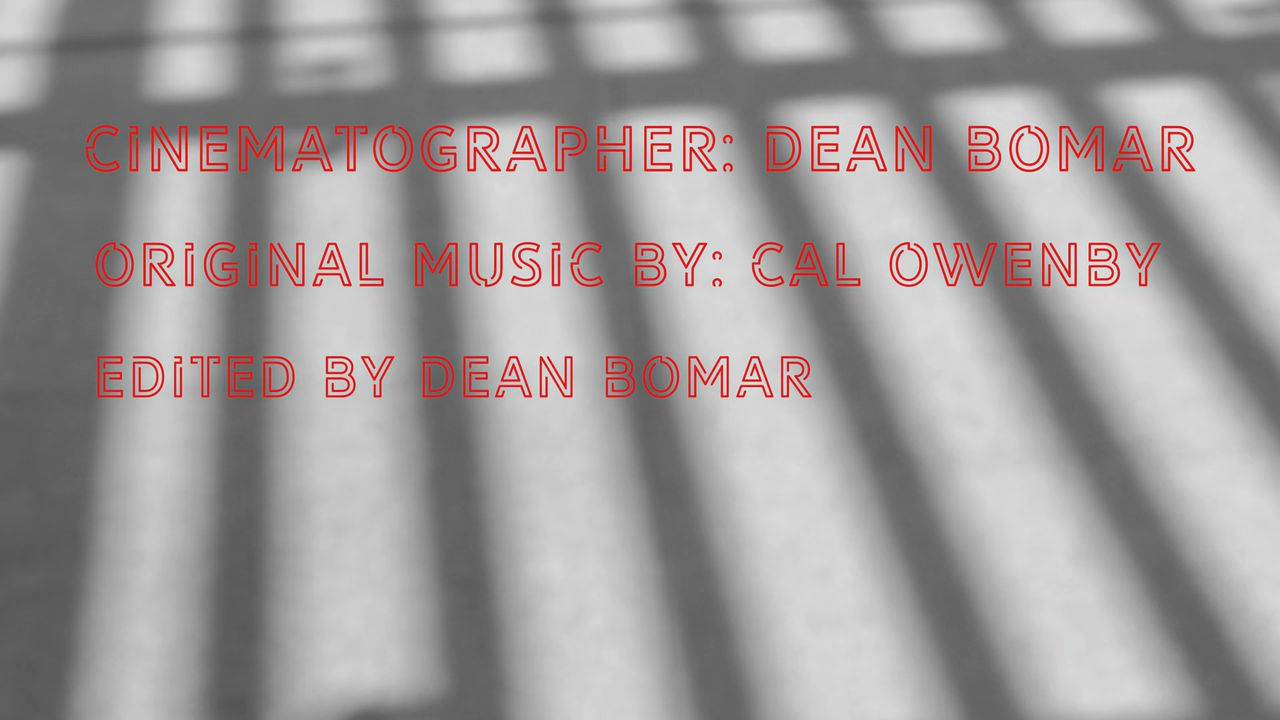 CiNEMATOGRAPHER: DEAN BOMAR
ORiGiNAL MUSiC BY: CAL OWENBY
EDiTED BY DEAN BOMAR